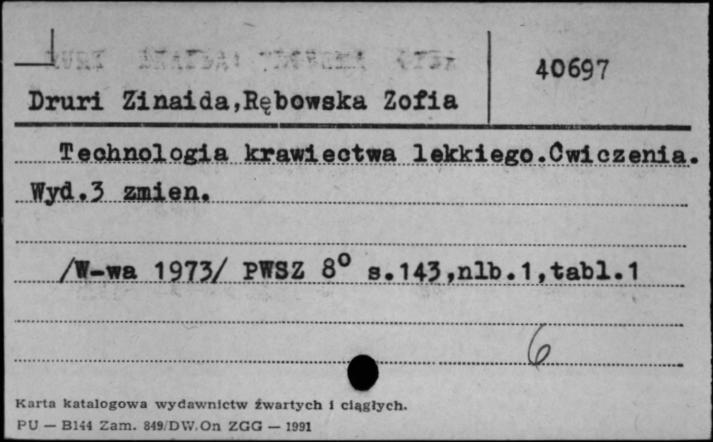 40697
Druri Zinaida,Rębowska Zofia
Technologia krawiectwa lekkiego.Ćwiczenia.
Wyd.3 zmien.
/W-wa 1973/ PWSZ 8° s.143,nlb.1,tabl.1
6
Karta katalogowa wydawnictw zwartych i ciągłych.
PU — B144 Zam. 849/DW.On ZGG — 1991